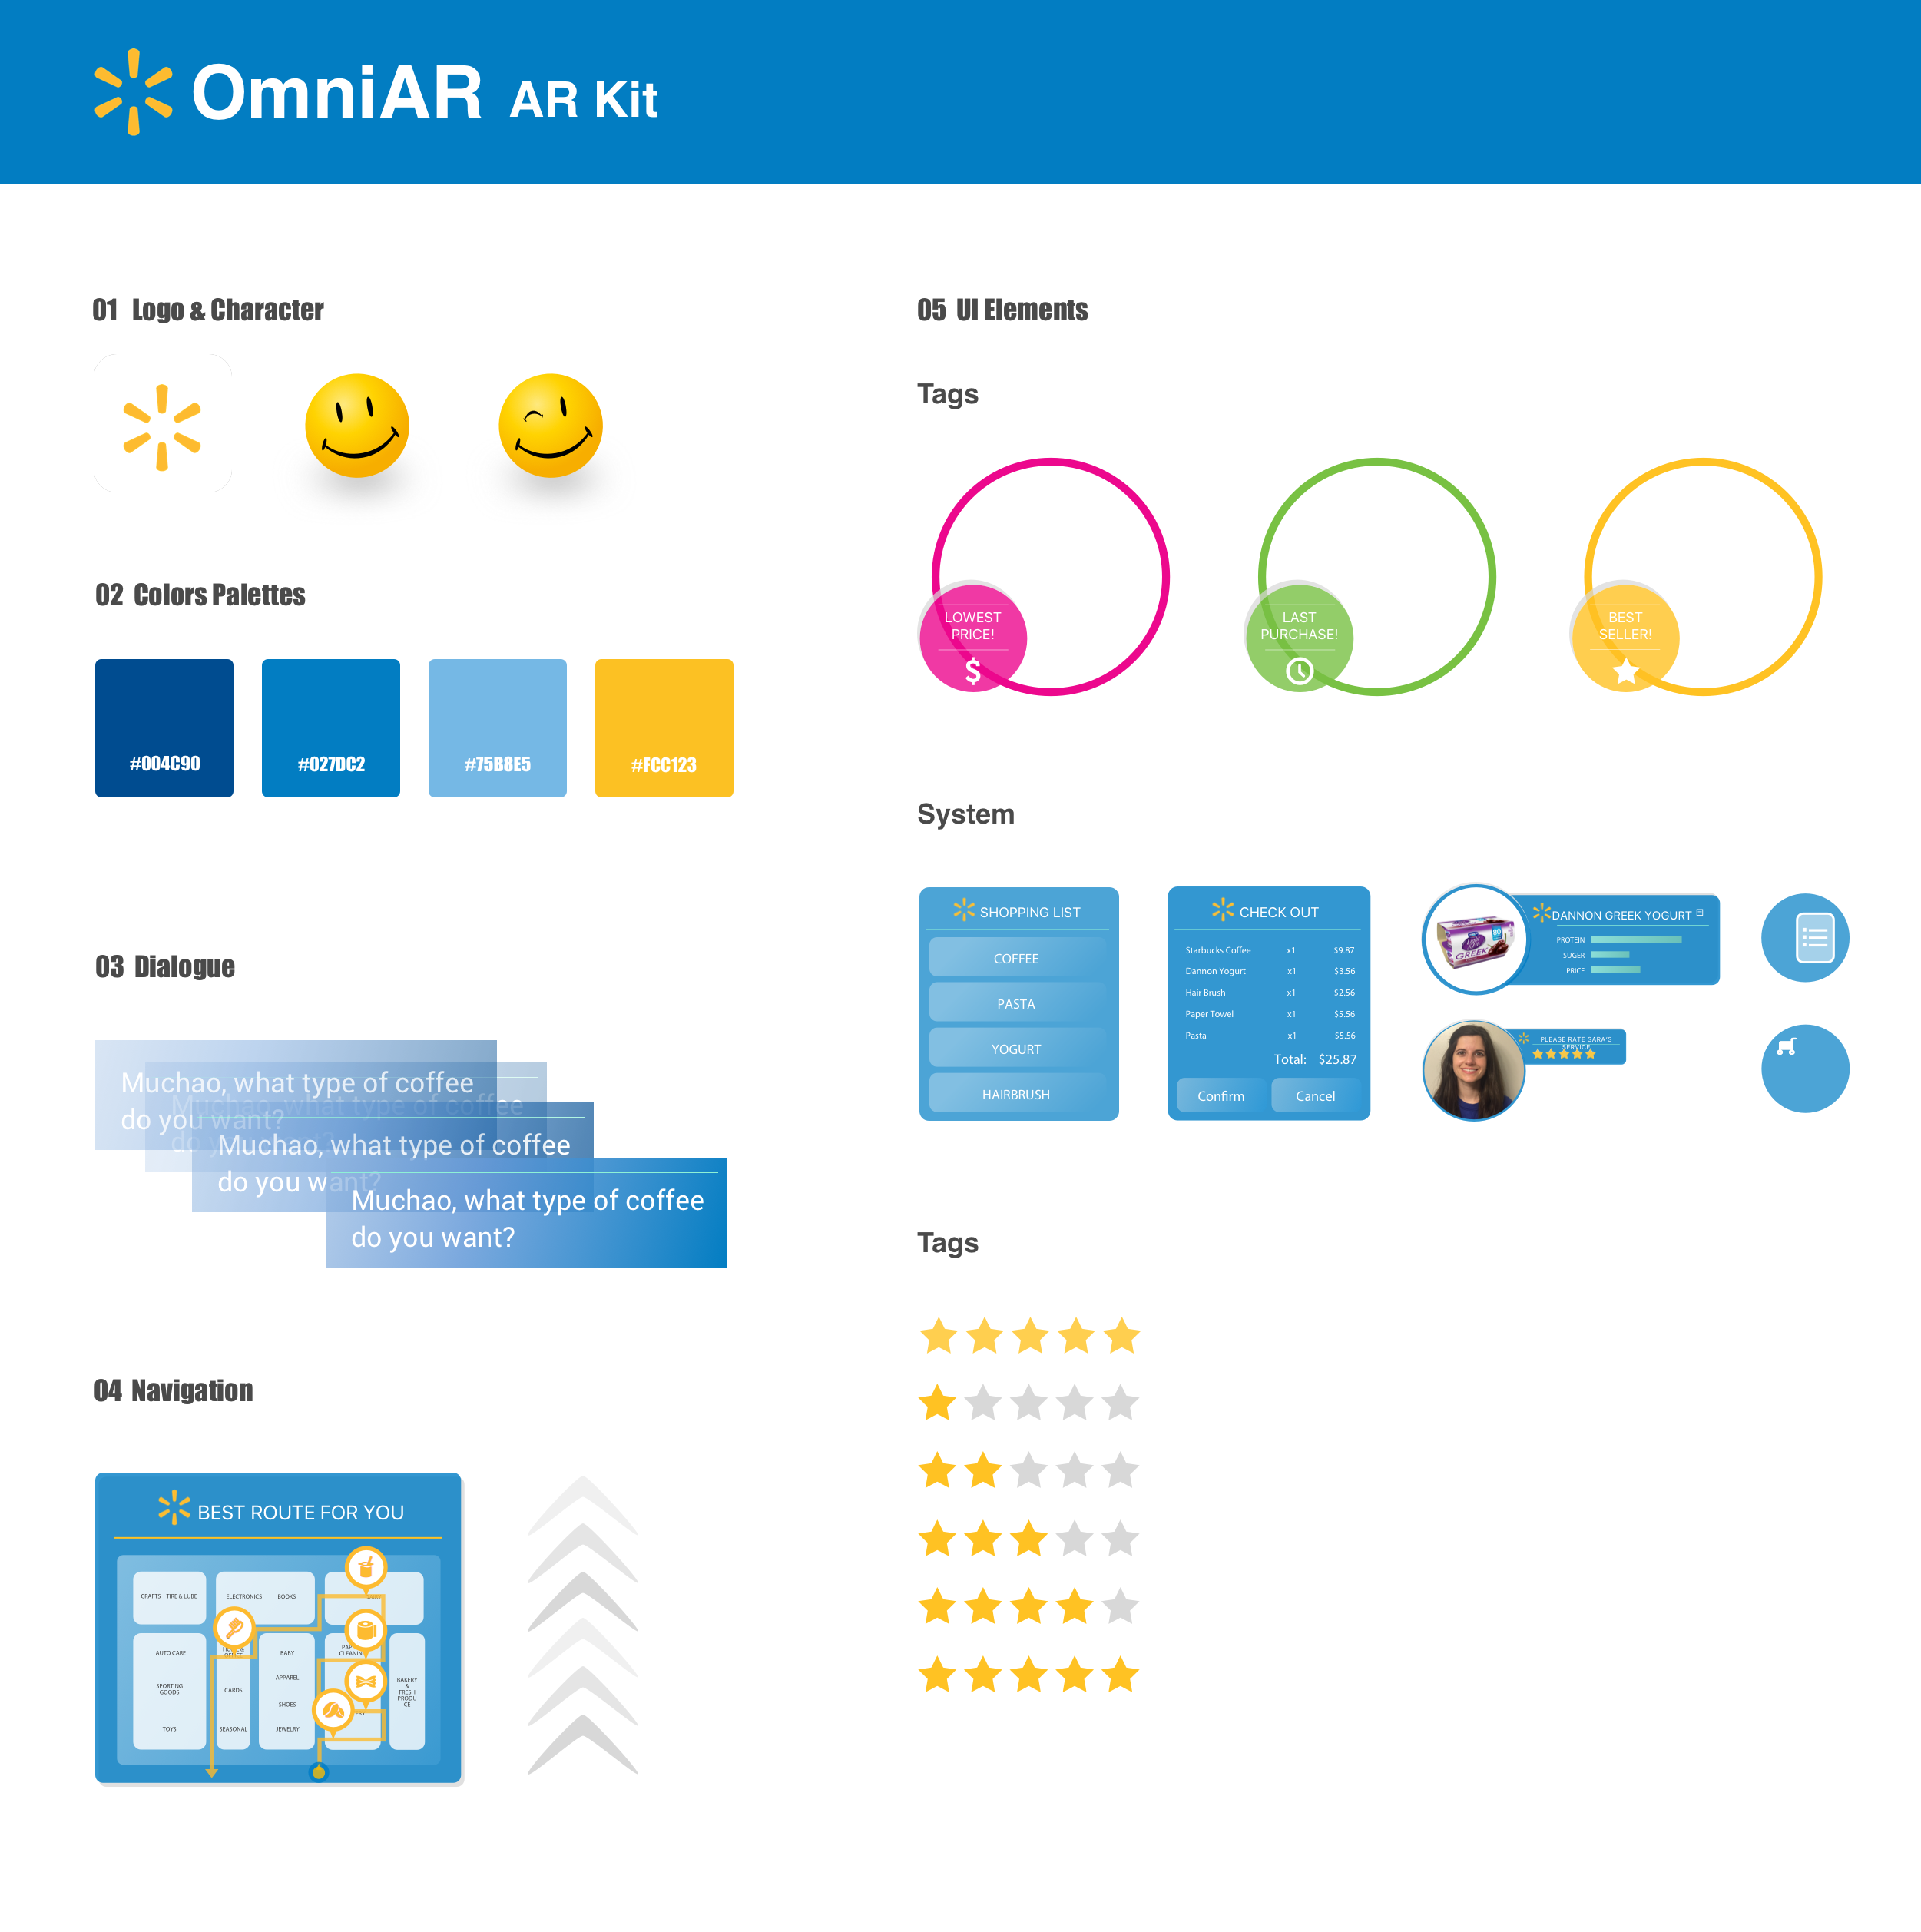 OmniAR AR Kit
01 Logo & Character
02 Colors Palettes
#004C90
#027DC2
#75B8E5
#FCC123
03 Dialogue
Muchao, what type of coffee
do you want?
Muchao, what type of coffee
do you want?
Muchao, what type of coffee
do you want?
Muchao, what type of coffee
do you want?
04 Navigation
BEST ROUTE FOR YOU
CRAFTS TIRE & LUBE
ELECTRONICS BOOKS
AUTO CARE
SPORTING
GOODS
TOYS
CARDS
SEASONAL
BABY
APPAREL
SHOES
JEWELRY
CLEANING
BAKERY
&
FRESH
PRODU
CE
05 UI Elements
Tags
LOWEST
PRICE!
$
LAST
PURCHASE!
BEST
SELLER!
System
SHOPPING LIST
COFFEE
PASTA
YOGURT
HAIRBRUSH
CHECK OUT
Starbucks Coffee x1 $9.87
Dannon Yogurt x1 $3.56
Hair Brush x1 $2.56
Paper Towel x1 $5.56
Pasta x1 $5.56
Total: $25.87
Confirm Cancel
GREEK
DANNON GREEK YOGURT
PROTEIN
SUGER
PRICE
PLEASE RATE SARA'S
SERVICE
Tags